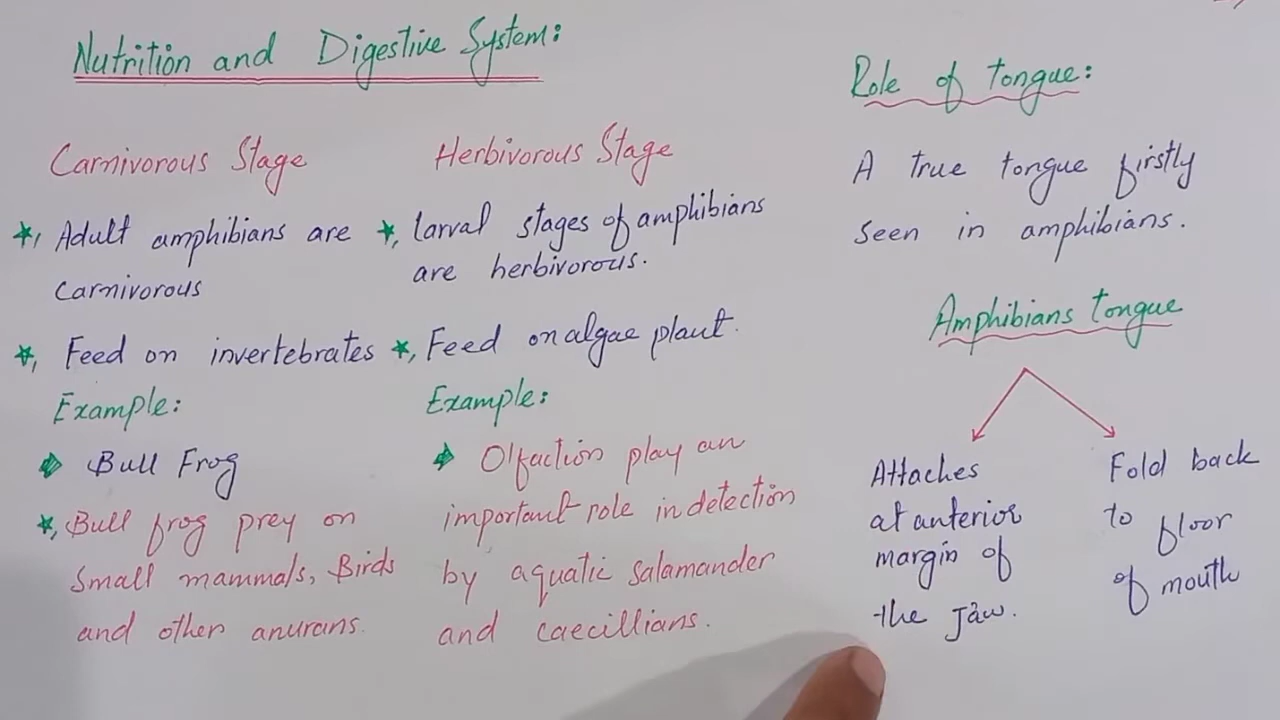 Nutrition and Digestive System:
Carnivorous Stage
★, Adult amphibians are
carnivorous
★, Feed on invertebrates
Example:
Bull Frog
★, Bull frog prey on
Small mammals, Birds
and other anurans.
Herbivorous Stage
★, larval stages of amphibians
are herbivorous.
★, Feed on algae plant.
Example:
Olfaction play an
important role in detection
by aquatic salamander
and caecillians.
Role of tongue:
A true tongue firstly
seen in amphibians.
Amphibians tongue
Attaches
at anterior
margin of
the Jaw.
Fold back
to floor
of mouth